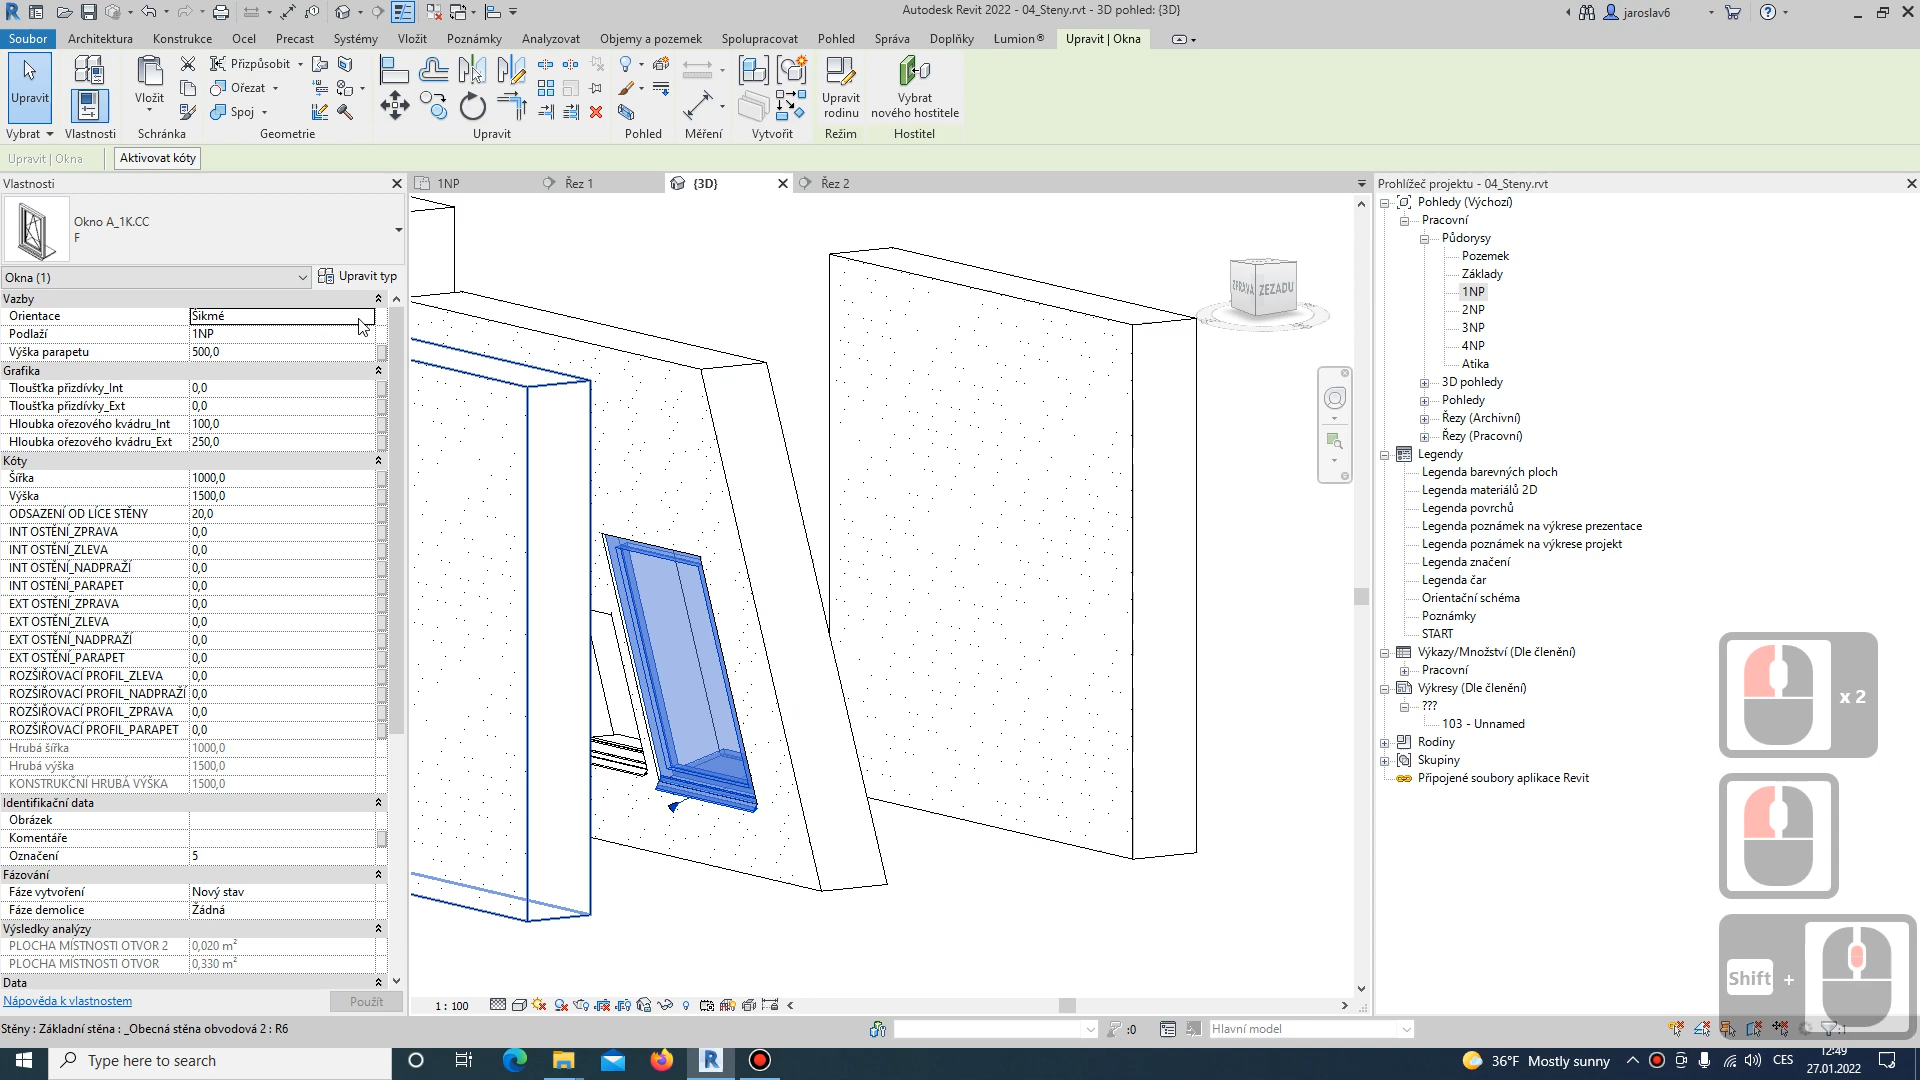 Autodesk Revit 2022 - 04_Steny.rvt - 3D pohled: {3D}
jaroslav6
Soubor Architektura Konstrukce Ocel Precast Systémy Vložit Poznámky Analyzovat Objemy a pozemek Spolupracovat Pohled Správa Doplňky Lumion® Upravit | Okna
Upravit
Vložit
Přizpůsobit
Ořezat
Spoj
Upravit rodinu
Vybrat nového hostitele
Vybrat Vlastnosti Schránka Geometrie Upravit Pohled Měření Vytvořit Režim Hostitel
Upravit | Okna Aktivovat kóty
Vlastnosti
1NP Řez 1 {3D} Řez 2
Prohlížeč projektu - 04_Steny.rvt
Okno A_1K.CC
F
Okna (1) Upravit typ
Vazby
Orientace Šikmé
Podlaží 1NP
Výška parapetu 500,0
Grafika
Tloušťka přizdívky_Int 0,0
Tloušťka přizdívky_Ext 0,0
Hloubka ořezového kvádru_Int 100,0
Hloubka ořezového kvádru_Ext 250,0
Kóty
Šířka 1000,0
Výška 1500,0
ODSAZENÍ OD LÍCE STĚNY 20,0
INT OSTĚNÍ_ZPRAVA 0,0
INT OSTĚNÍ_ZLEVA 0,0
INT OSTĚNÍ_NADPRAŽÍ 0,0
INT OSTĚNÍ_PARAPET 0,0
EXT OSTĚNÍ_ZPRAVA 0,0
EXT OSTĚNÍ_ZLEVA 0,0
EXT OSTĚNÍ_NADPRAŽÍ 0,0
EXT OSTĚNÍ_PARAPET 0,0
ROZŠIŘOVACÍ PROFIL_ZLEVA 0,0
ROZŠIŘOVACÍ PROFIL_NADPRAŽÍ 0,0
ROZŠIŘOVACÍ PROFIL_ZPRAVA 0,0
ROZŠIŘOVACÍ PROFIL_PARAPET 0,0
Hrubá šířka 1000,0
Hrubá výška 1500,0
KONSTRUKČNÍ HRUBÁ VÝŠKA 1500,0
Identifikační data
Obrázek
Komentáře
Označení 5
Fázování
Fáze vytvoření Nový stav
Fáze demolice Žádná
Výsledky analýzy
PLOCHA MÍSTNOSTI OTVOR 2 0,020 m²
PLOCHA MÍSTNOSTI OTVOR 0,330 m²
Data
Nápověda k vlastnostem Použít
ZPRAVA ZEZADU
Pohledy (Výchozí)
Pracovní
Půdorysy
Pozemek
Základy
1NP
2NP
3NP
4NP
Atika
3D pohledy
Pohledy
Řezy (Archivní)
Řezy (Pracovní)
Legendy
Legenda barevných ploch
Legenda materiálů 2D
Legenda povrchů
Legenda poznámek na výkrese prezentace
Legenda poznámek na výkrese projekt
Legenda značení
Legenda čar
Orientační schéma
Poznámky
START
Výkazy/Množství (Dle členění)
Pracovní
Výkresy (Dle členění)
???
103 - Unnamed
Rodiny
Skupiny
Připojené soubory aplikace Revit
x 2
Shift +
1 : 100
Stěny : Základní stěna : _Obecná stěna obvodová 2 : R6
:0
Hlavní model
:1
Type here to search
36°F Mostly sunny
CES
12:49
27.01.2022